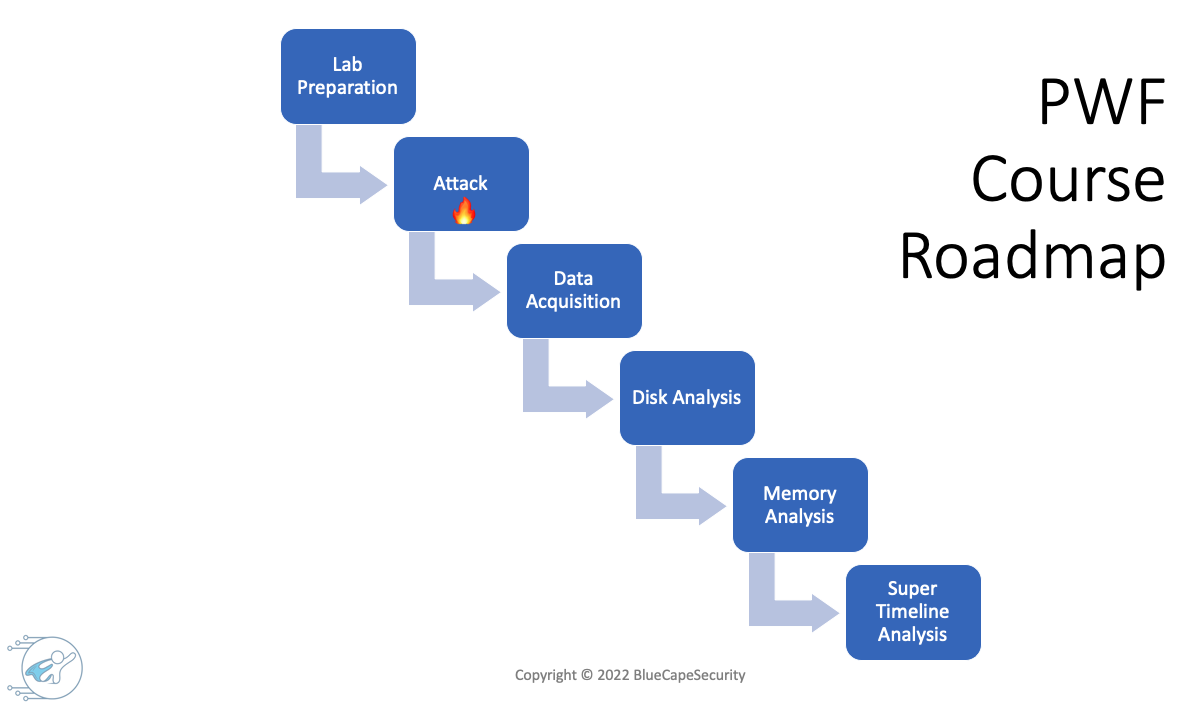 PWF
Course
Roadmap
Lab
Preparation
Attack
Data
Acquisition
Disk Analysis
Memory
Analysis
Super
Timeline
Analysis
Copyright © 2022 BlueCapeSecurity